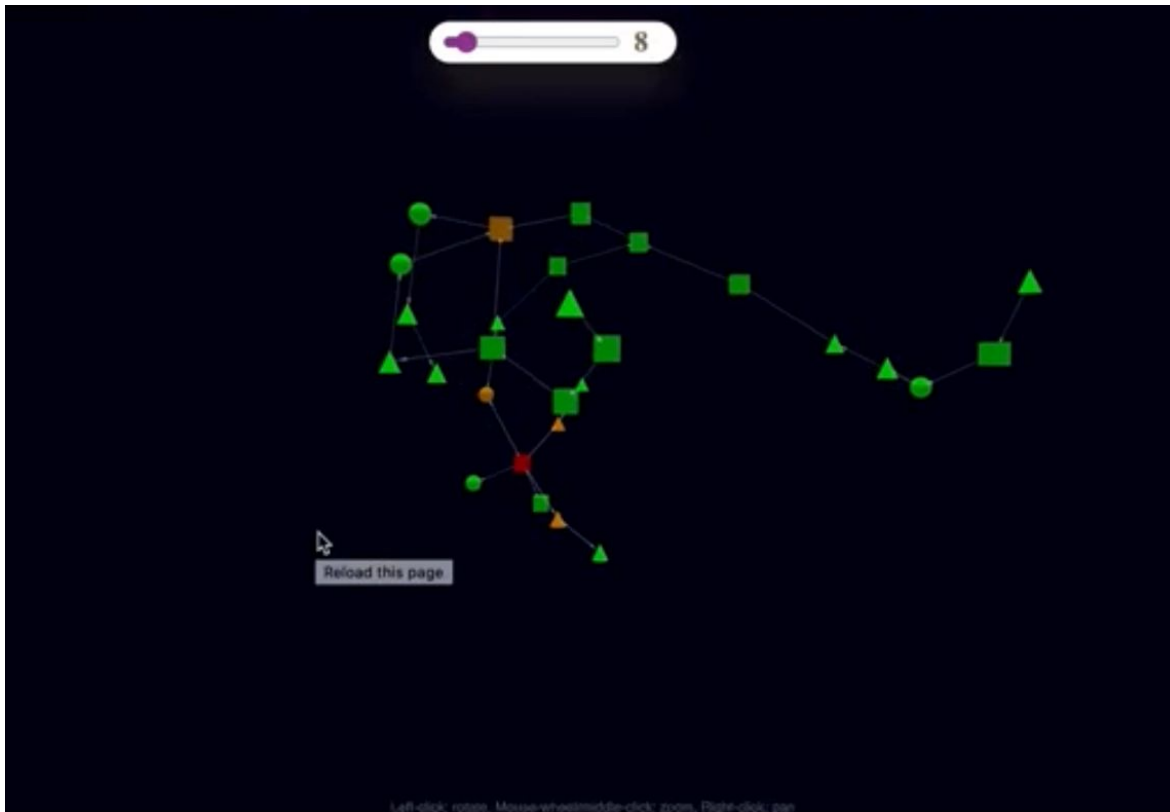 8
Reload this page
Left-click: rotate, Mouse-wheel/middle-click: zoom, Right-click: pan